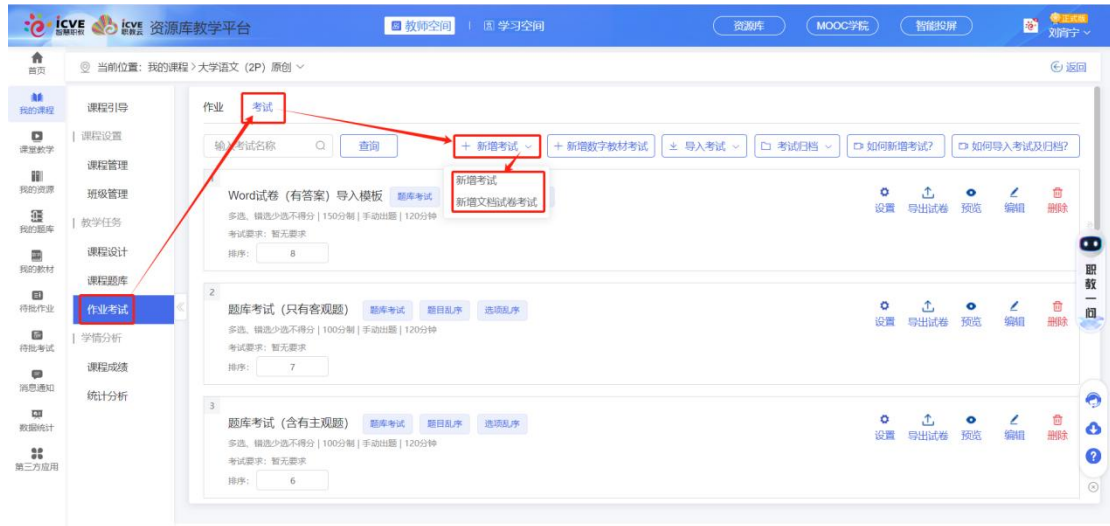 icve 智慧职教 icve 职教云 资源库教学平台 教师空间 | 学习空间 资源库 MOOC学院 智能投屏 正式版 刘尚宁
首页 当前位置：我的课程>大学语文（2P）原创 返回
我的课程
课堂教学
我的资源
我的题库
我的教材
待批作业
待批考试
消息通知
数据统计
第三方应用
课程引导
课程设置
课程管理
班级管理
教学任务
课程设计
课程题库
作业考试
学情分析
课程成绩
统计分析
作业 考试
输入考试名称 查询 + 新增考试 + 新增数字教材考试 导入考试 考试归档 如何新增考试? 如何导入考试及归档?
新增考试
新增文档试卷考试
1
Word试卷（有答案）导入模板 题库考试
多选、错选少选不得分 | 150分制 | 手动出题 | 120分钟
考试要求：暂无要求
排序： 8
设置 导出试卷 预览 编辑 删除
2
题库考试（只有客观题） 题库考试 题目乱序 选项乱序
多选、错选少选不得分 | 100分制 | 手动出题 | 120分钟
考试要求：暂无要求
排序： 7
设置 导出试卷 预览 编辑 删除
3
题库考试（含有主观题） 题库考试 题目乱序 选项乱序
多选、错选少选不得分 | 100分制 | 手动出题 | 120分钟
考试要求：暂无要求
排序： 6
设置 导出试卷 预览 编辑 删除
职教一问